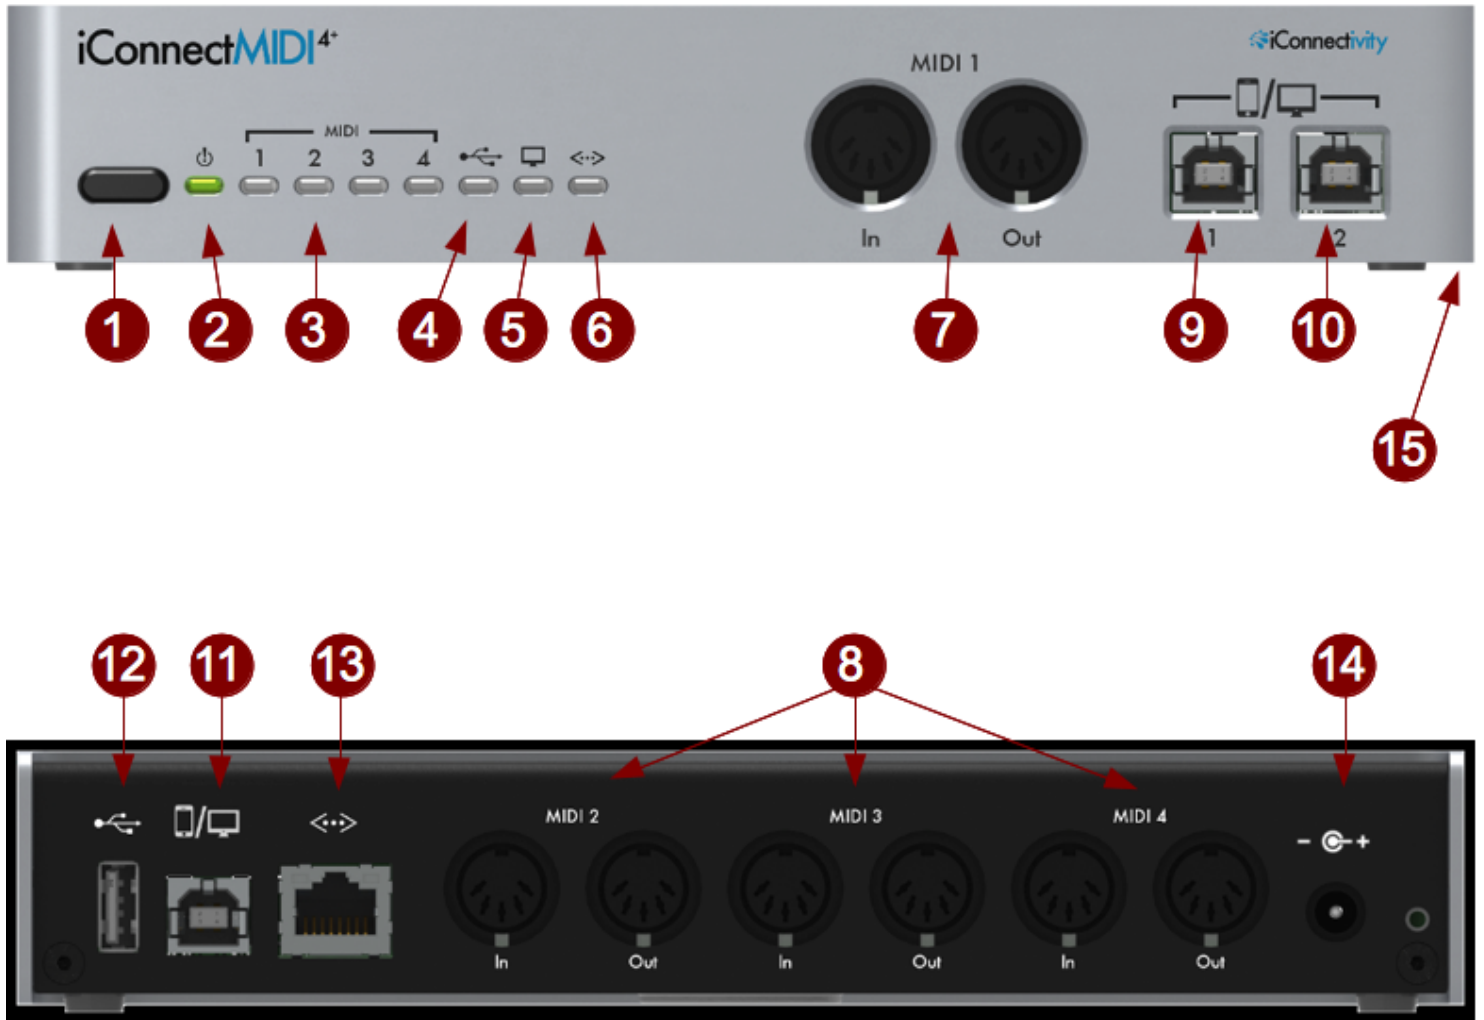 iConnectMIDI4+
iConnectivity
MIDI 1
MIDI
1 2 3 4
In Out
1 2
1 2 3 4 5 6 7 9 10
15
12 11 13 8 14
MIDI 2 MIDI 3 MIDI 4
- +
In Out In Out In Out